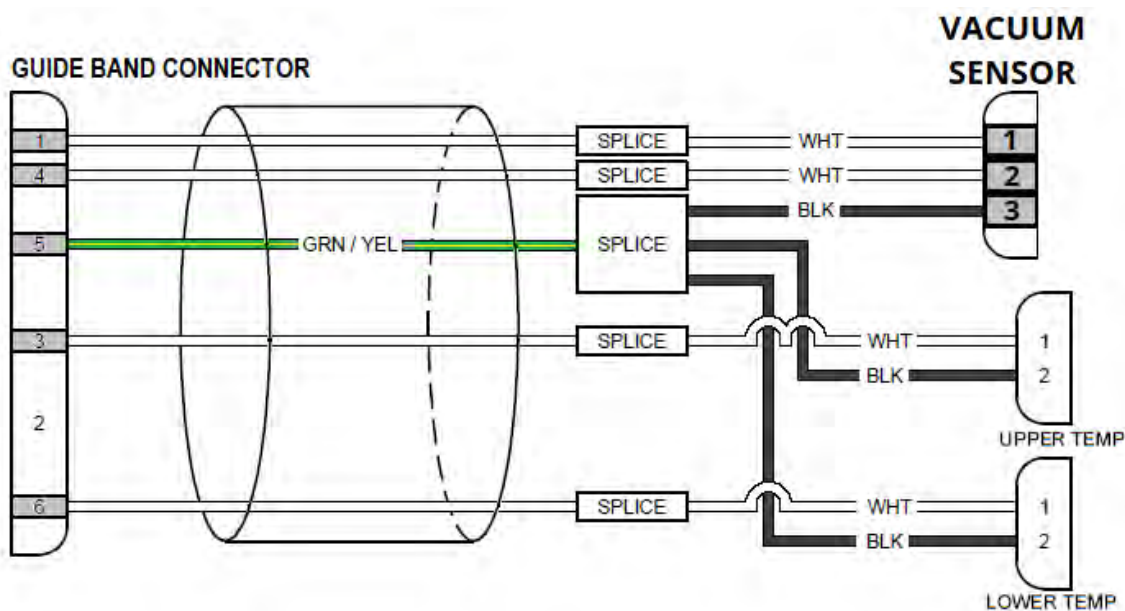 VACUUM
SENSOR
GUIDE BAND CONNECTOR
1
SPLICE
WHT
1
4
SPLICE
WHT
2
BLK
3
5
GRN / YEL
SPLICE
3
SPLICE
WHT
1
BLK
2
2
UPPER TEMP
6
SPLICE
WHT
1
BLK
2
LOWER TEMP